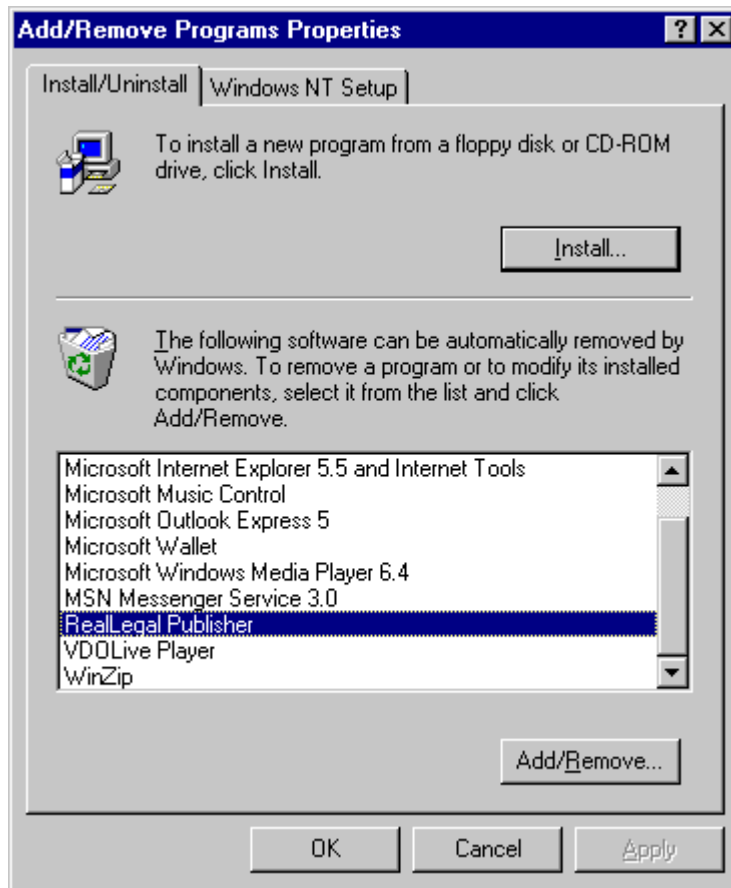 Add/Remove Programs Properties
Install/Uninstall
Windows NT Setup
To install a new program from a floppy disk or CD-ROM
drive, click Install.
Install...
The following software can be automatically removed by
Windows. To remove a program or to modify its installed
components, select it from the list and click
Add/Remove.
Microsoft Internet Explorer 5.5 and Internet Tools
Microsoft Music Control
Microsoft Outlook Express 5
Microsoft Wallet
Microsoft Windows Media Player 6.4
MSN Messenger Service 3.0
RealLegal Publisher
VDOLive Player
WinZip
Add/Remove...
OK
Cancel
Apply